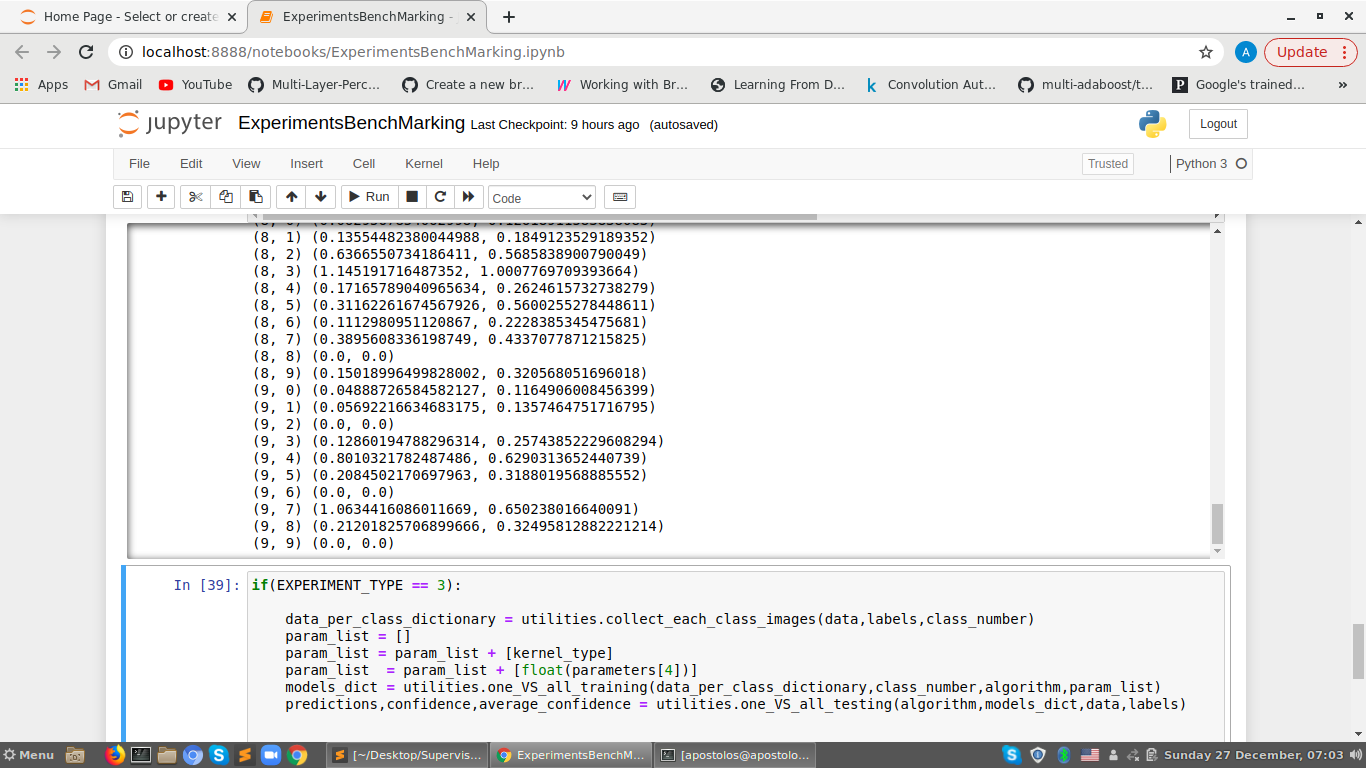 Home Page - Select or create
ExperimentsBenchMarking -
localhost:8888/notebooks/ExperimentsBenchMarking.ipynb
A
Update
Apps
Gmail
YouTube
Multi-Layer-Perc...
Create a new br...
Working with Br...
Learning From D...
Convolution Aut...
multi-adaboost/t...
Google's trained...
»
jupyter
ExperimentsBenchMarking Last Checkpoint: 9 hours ago (autosaved)
Logout
File Edit View Insert Cell Kernel Help
Trusted
Python 3
Run
Code
(8, 1) (0.13554482380044988, 0.1849123529189352)
(8, 2) (0.6366550734186411, 0.5685838900790049)
(8, 3) (1.145191716487352, 1.0007769709393664)
(8, 4) (0.17165789040965634, 0.2624615732738279)
(8, 5) (0.31162261674567926, 0.5600255278448611)
(8, 6) (0.1112980951120867, 0.2228385345475681)
(8, 7) (0.3895608336198749, 0.4337077871215825)
(8, 8) (0.0, 0.0)
(8, 9) (0.15018996499828002, 0.320568051696018)
(9, 0) (0.04888726584582127, 0.1164906008456399)
(9, 1) (0.05692216634683175, 0.1357464751716795)
(9, 2) (0.0, 0.0)
(9, 3) (0.12860194788296314, 0.25743852229608294)
(9, 4) (0.8010321782487486, 0.6290313652440739)
(9, 5) (0.2084502170697963, 0.3188019568885552)
(9, 6) (0.0, 0.0)
(9, 7) (1.0634416086011669, 0.650238016640091)
(9, 8) (0.21201825706899666, 0.32495812882221214)
(9, 9) (0.0, 0.0)
In [39]: if(EXPERIMENT_TYPE == 3):
data_per_class_dictionary = utilities.collect_each_class_images(data,labels,class_number)
param_list = []
param_list = param_list + [kernel_type]
param_list  = param_list + [float(parameters[4])]
models_dict = utilities.one_VS_all_training(data_per_class_dictionary,class_number,algorithm,param_list)
predictions,confidence,average_confidence = utilities.one_VS_all_testing(algorithm,models_dict,data,labels)
Menu
[~/Desktop/Supervis...
ExperimentsBenchM...
[apostolos@apostolo...
Sunday 27 December, 07:03